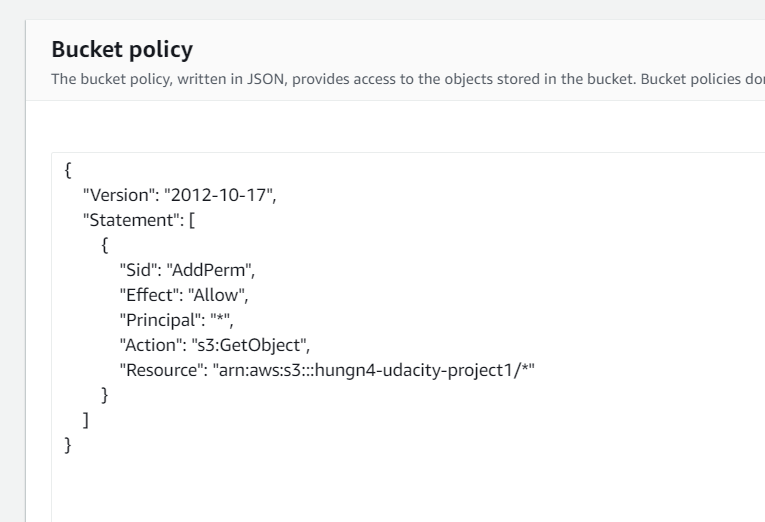 Bucket policy
The bucket policy, written in JSON, provides access to the objects stored in the bucket. Bucket policies
{
"Version": "2012-10-17",
"Statement": [
{
"Sid": "AddPerm",
"Effect": "Allow",
"Principal": "*",
"Action": "s3:GetObject",
"Resource": "arn:aws:s3:::hungn4-udacity-project1/*"
}
]
}